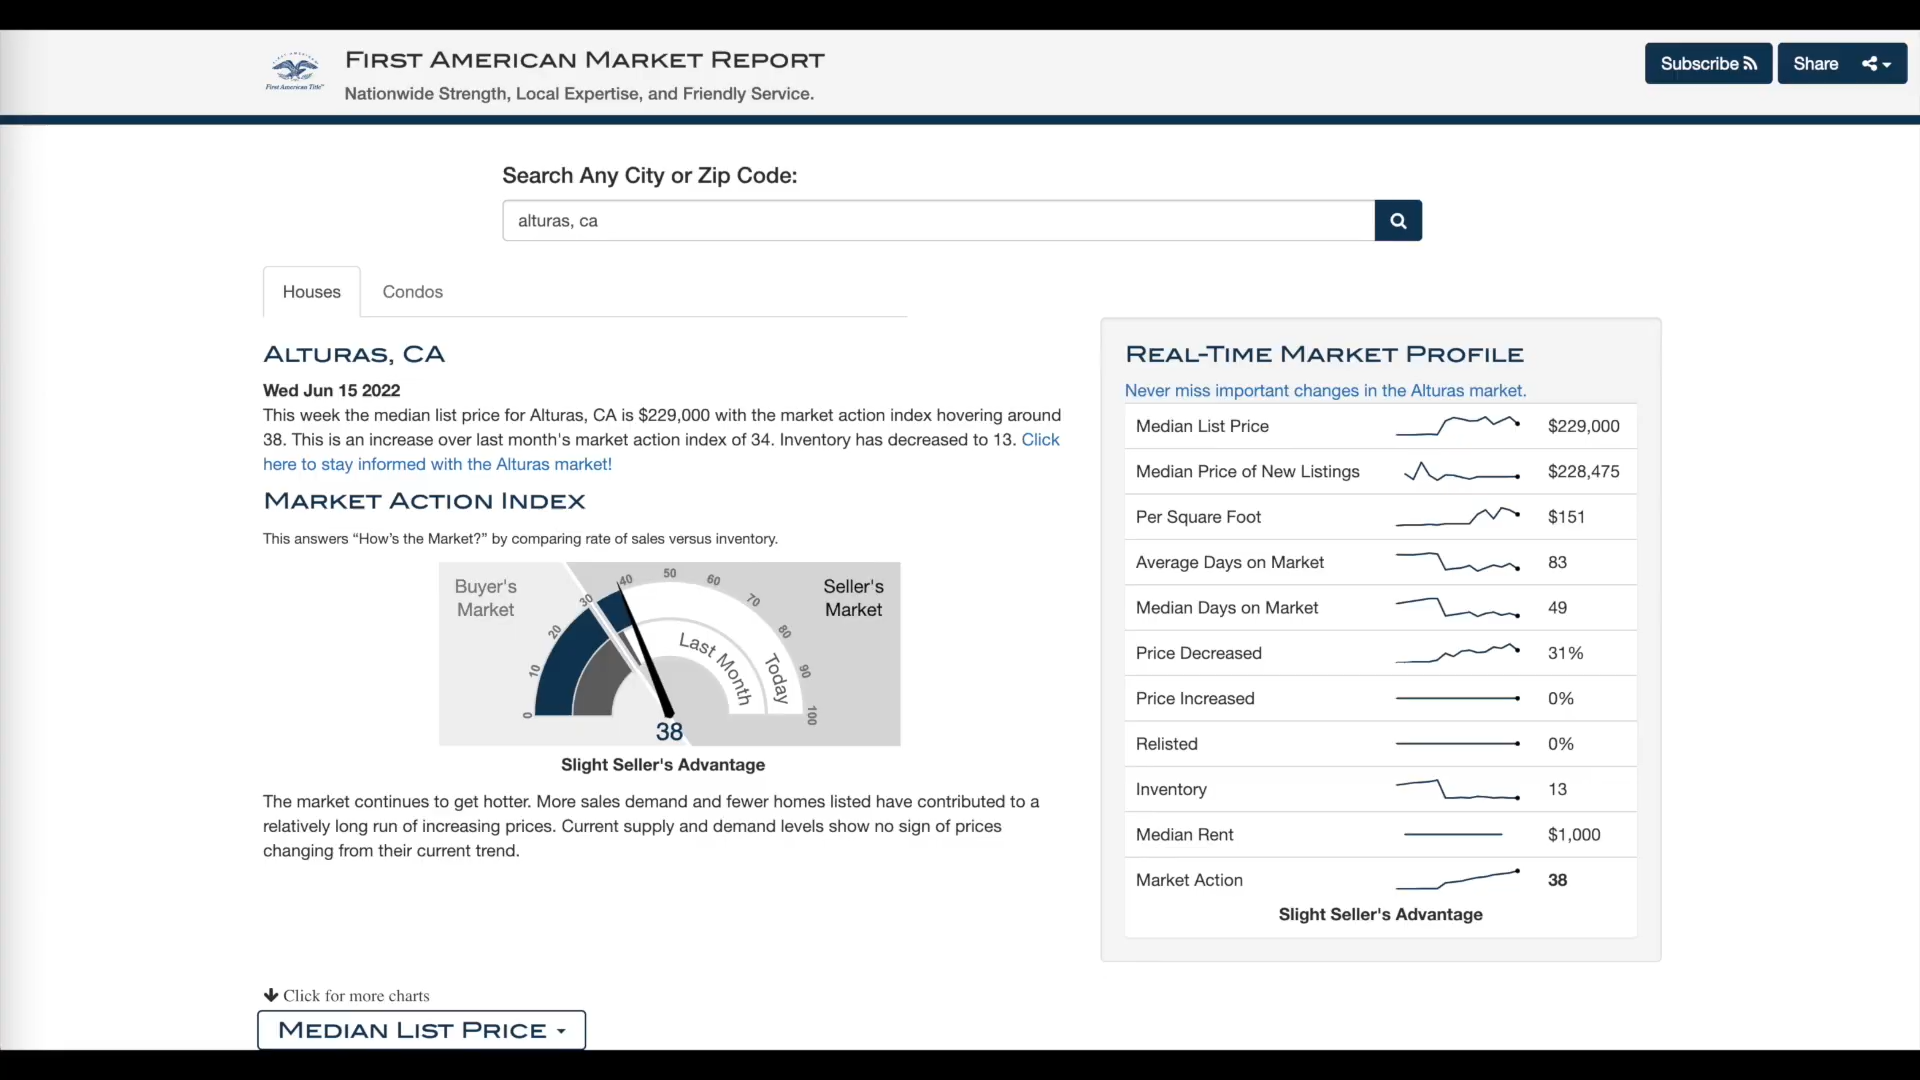 First American Title™
First American Market Report
Nationwide Strength, Local Expertise, and Friendly Service.
Subscribe
Share
Search Any City or Zip Code:
alturas, ca
Houses
Condos
Alturas, CA
Wed Jun 15 2022
This week the median list price for Alturas, CA is $229,000 with the market action index hovering around
38. This is an increase over last month's market action index of 34. Inventory has decreased to 13. Click
here to stay informed with the Alturas market!
Market Action Index
This answers “How’s the Market?” by comparing rate of sales versus inventory.
Buyer's
Market
Seller's
Market
0
10
20
30
40
50
60
70
80
90
100
Last Month
Today
38
Slight Seller's Advantage
The market continues to get hotter. More sales demand and fewer homes listed have contributed to a
relatively long run of increasing prices. Current supply and demand levels show no sign of prices
changing from their current trend.
Real-Time Market Profile
Never miss important changes in the Alturas market.
Median List Price $229,000
Median Price of New Listings $228,475
Per Square Foot $151
Average Days on Market 83
Median Days on Market 49
Price Decreased 31%
Price Increased 0%
Relisted 0%
Inventory 13
Median Rent $1,000
Market Action 38
Slight Seller's Advantage
Click for more charts
Median List Price